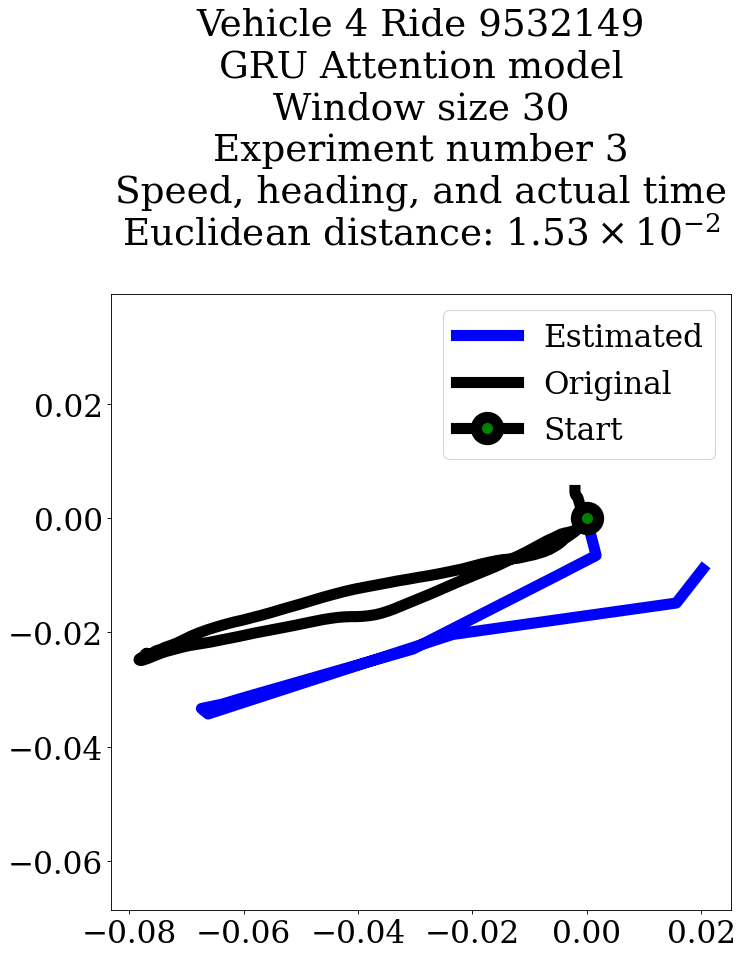 Vehicle 4 Ride 9532149
GRU Attention model
Window size 30
Experiment number 3
Speed, heading, and actual time
Euclidean distance: 1.53 × 10⁻²
Estimated
Original
Start
0.02
0.00
−0.02
−0.04
−0.06
−0.08 −0.06 −0.04 −0.02 0.00 0.02